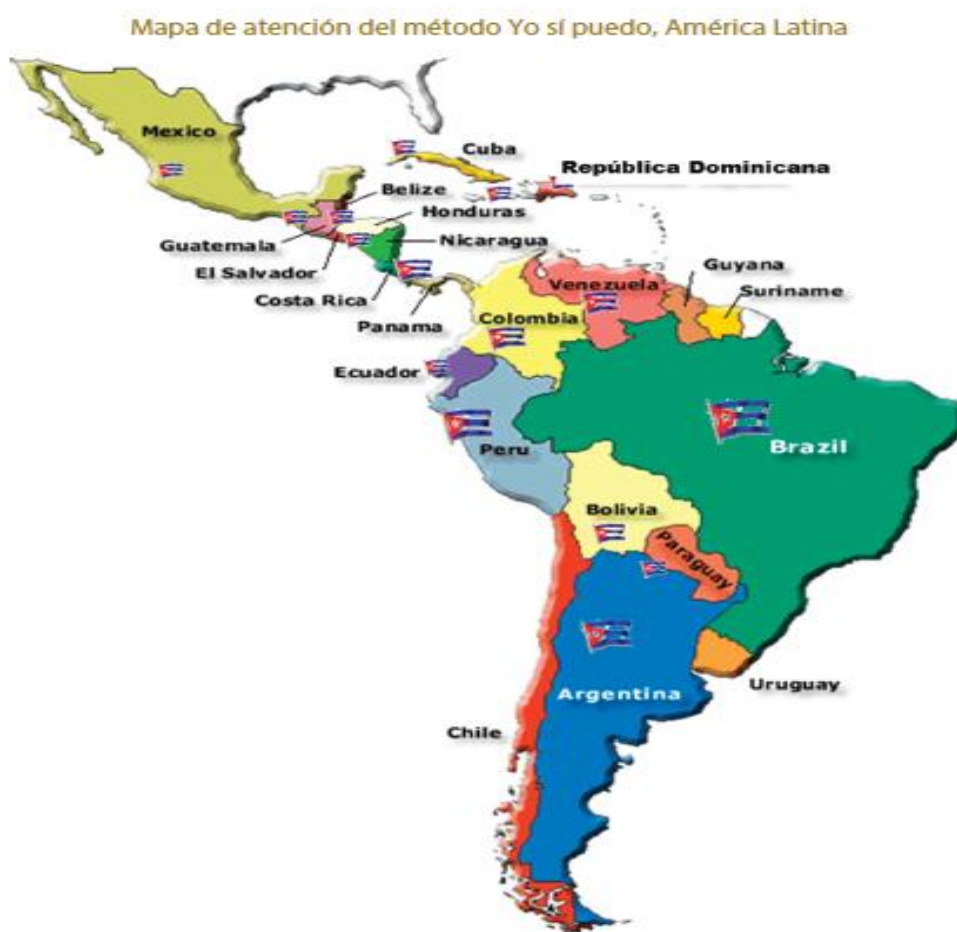 Mapa de atención del método Yo sí puedo, América Latina
Mexico
Cuba
República Dominicana
Belize
Honduras
Guatemala
Nicaragua
El Salvador
Costa Rica
Panama
Venezuela
Guyana
Suriname
Colombia
Ecuador
Peru
Brazil
Bolivia
Paraguay
Argentina
Uruguay
Chile